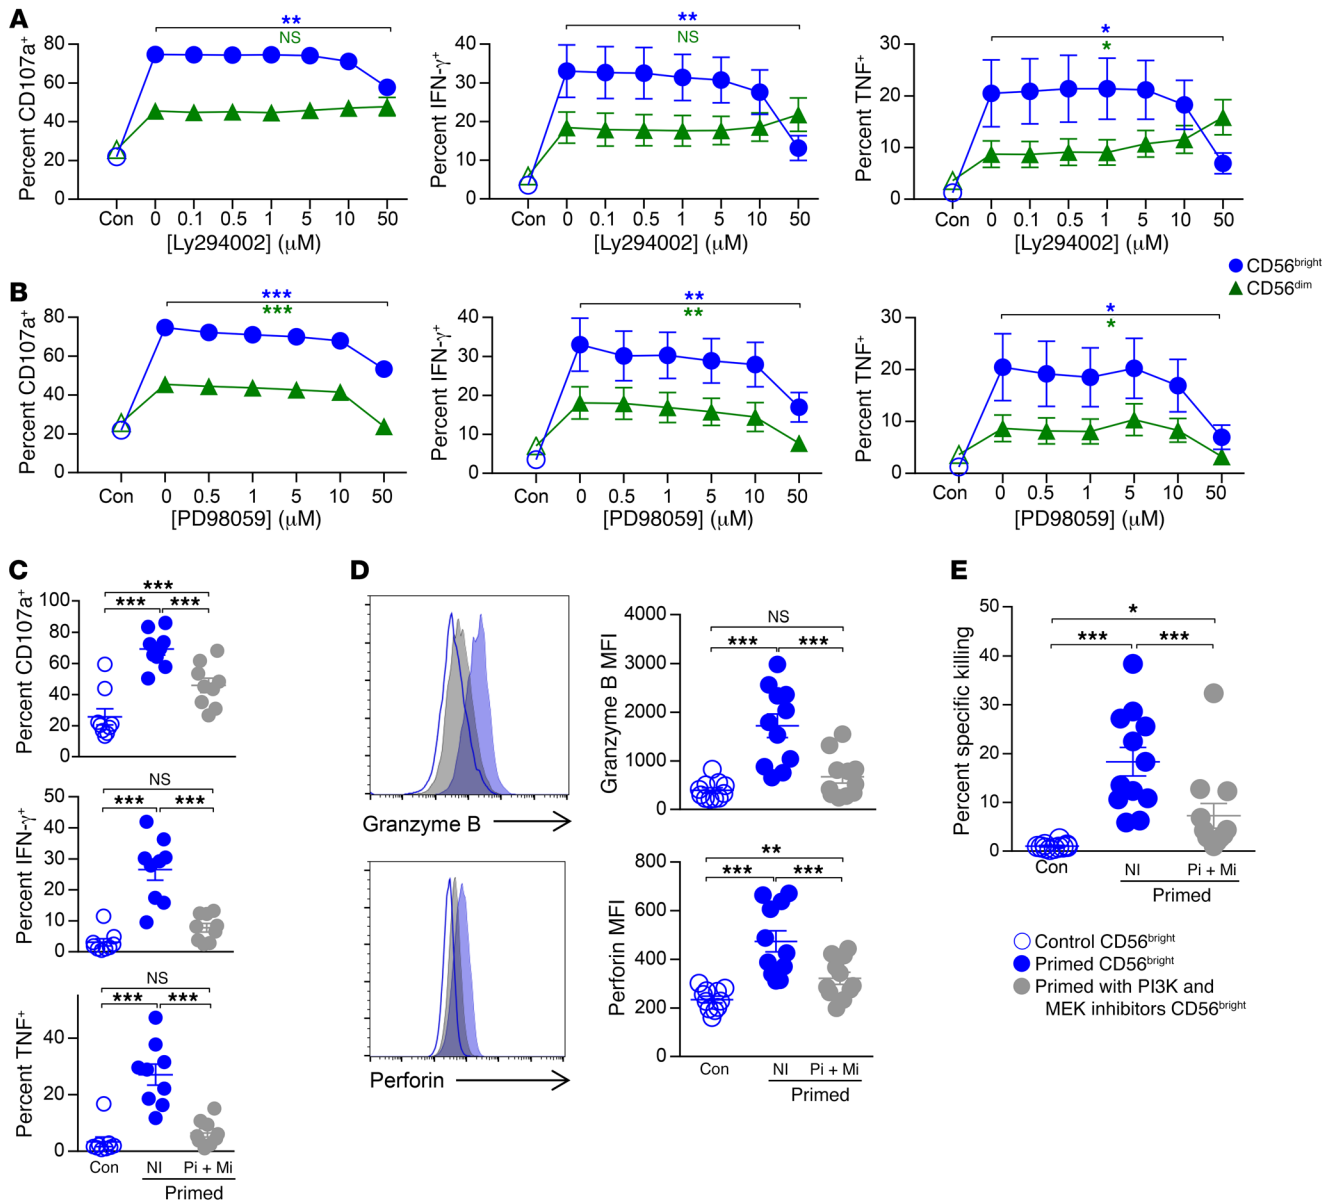 A
Percent CD107a⁺
80
60
40
20
0
**
NS
Con 0 0.1 0.5 1 5 10 50
[Ly294002] (μM)
Percent IFN-γ⁺
40
30
20
10
0
**
NS
Con 0 0.1 0.5 1 5 10 50
[Ly294002] (μM)
Percent TNF⁺
30
20
10
0
*
*
Con 0 0.1 0.5 1 5 10 50
[Ly294002] (μM)
CD56ᵇʳⁱᵍʰᵗ
CD56ᵈⁱᵐ
B
Percent CD107a⁺
80
60
40
20
0
***
***
Con 0 0.5 1 5 10 50
[PD98059] (μM)
Percent IFN-γ⁺
40
30
20
10
0
**
**
Con 0 0.5 1 5 10 50
[PD98059] (μM)
Percent TNF⁺
30
20
10
0
*
*
Con 0 0.5 1 5 10 50
[PD98059] (μM)
C
Percent CD107a⁺
100
80
60
40
20
0
***
*** ***
Percent IFN-γ⁺
50
40
30
20
10
0
NS
*** ***
Percent TNF⁺
40
20
0
NS
*** ***
Con NI Pi + Mi
Primed
D
Granzyme B
Perforin
Granzyme B MFI
4000
3000
2000
1000
0
NS
*** ***
Perforin MFI
800
600
400
200
0
**
*** ***
Con NI Pi + Mi
Primed
E
Percent specific killing
50
40
30
20
10
0
*
*** ***
Con NI Pi + Mi
Primed
Control CD56ᵇʳⁱᵍʰᵗ
Primed CD56ᵇʳⁱᵍʰᵗ
Primed with PI3K and
MEK inhibitors CD56ᵇʳⁱᵍʰᵗ